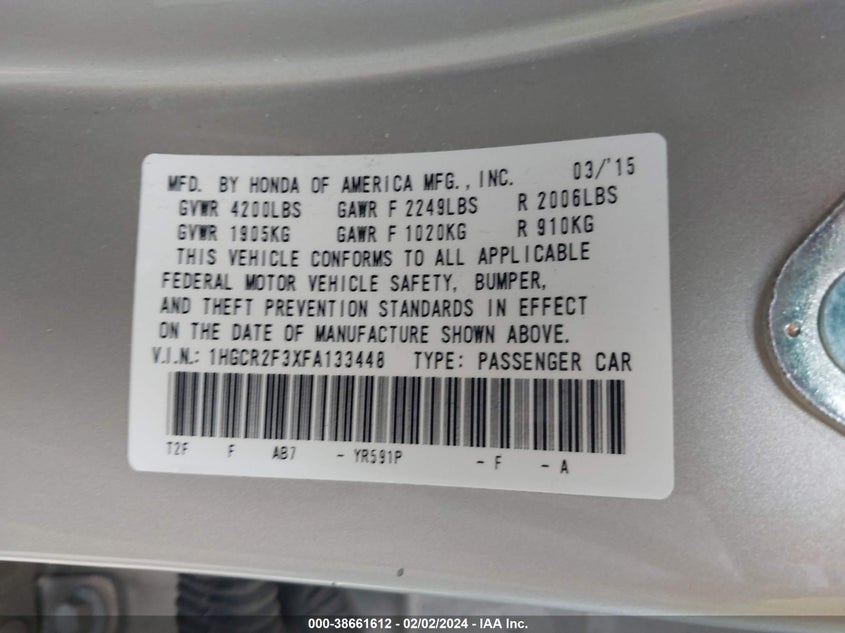 MFD. BY HONDA OF AMERICA MFG., INC. 03/'15
GVWR 4200LBS GAWR F 2249LBS R 2006LBS
GVWR 1905KG GAWR F 1020KG R 910KG
THIS VEHICLE CONFORMS TO ALL APPLICABLE
FEDERAL MOTOR VEHICLE SAFETY, BUMPER,
AND THEFT PREVENTION STANDARDS IN EFFECT
ON THE DATE OF MANUFACTURE SHOWN ABOVE.
V.I.N.: 1HGCR2F3XFA133448 TYPE: PASSENGER CAR
T2F F AB7 - YR591P - F - A
000-38661612 - 02/02/2024 - IAA Inc.